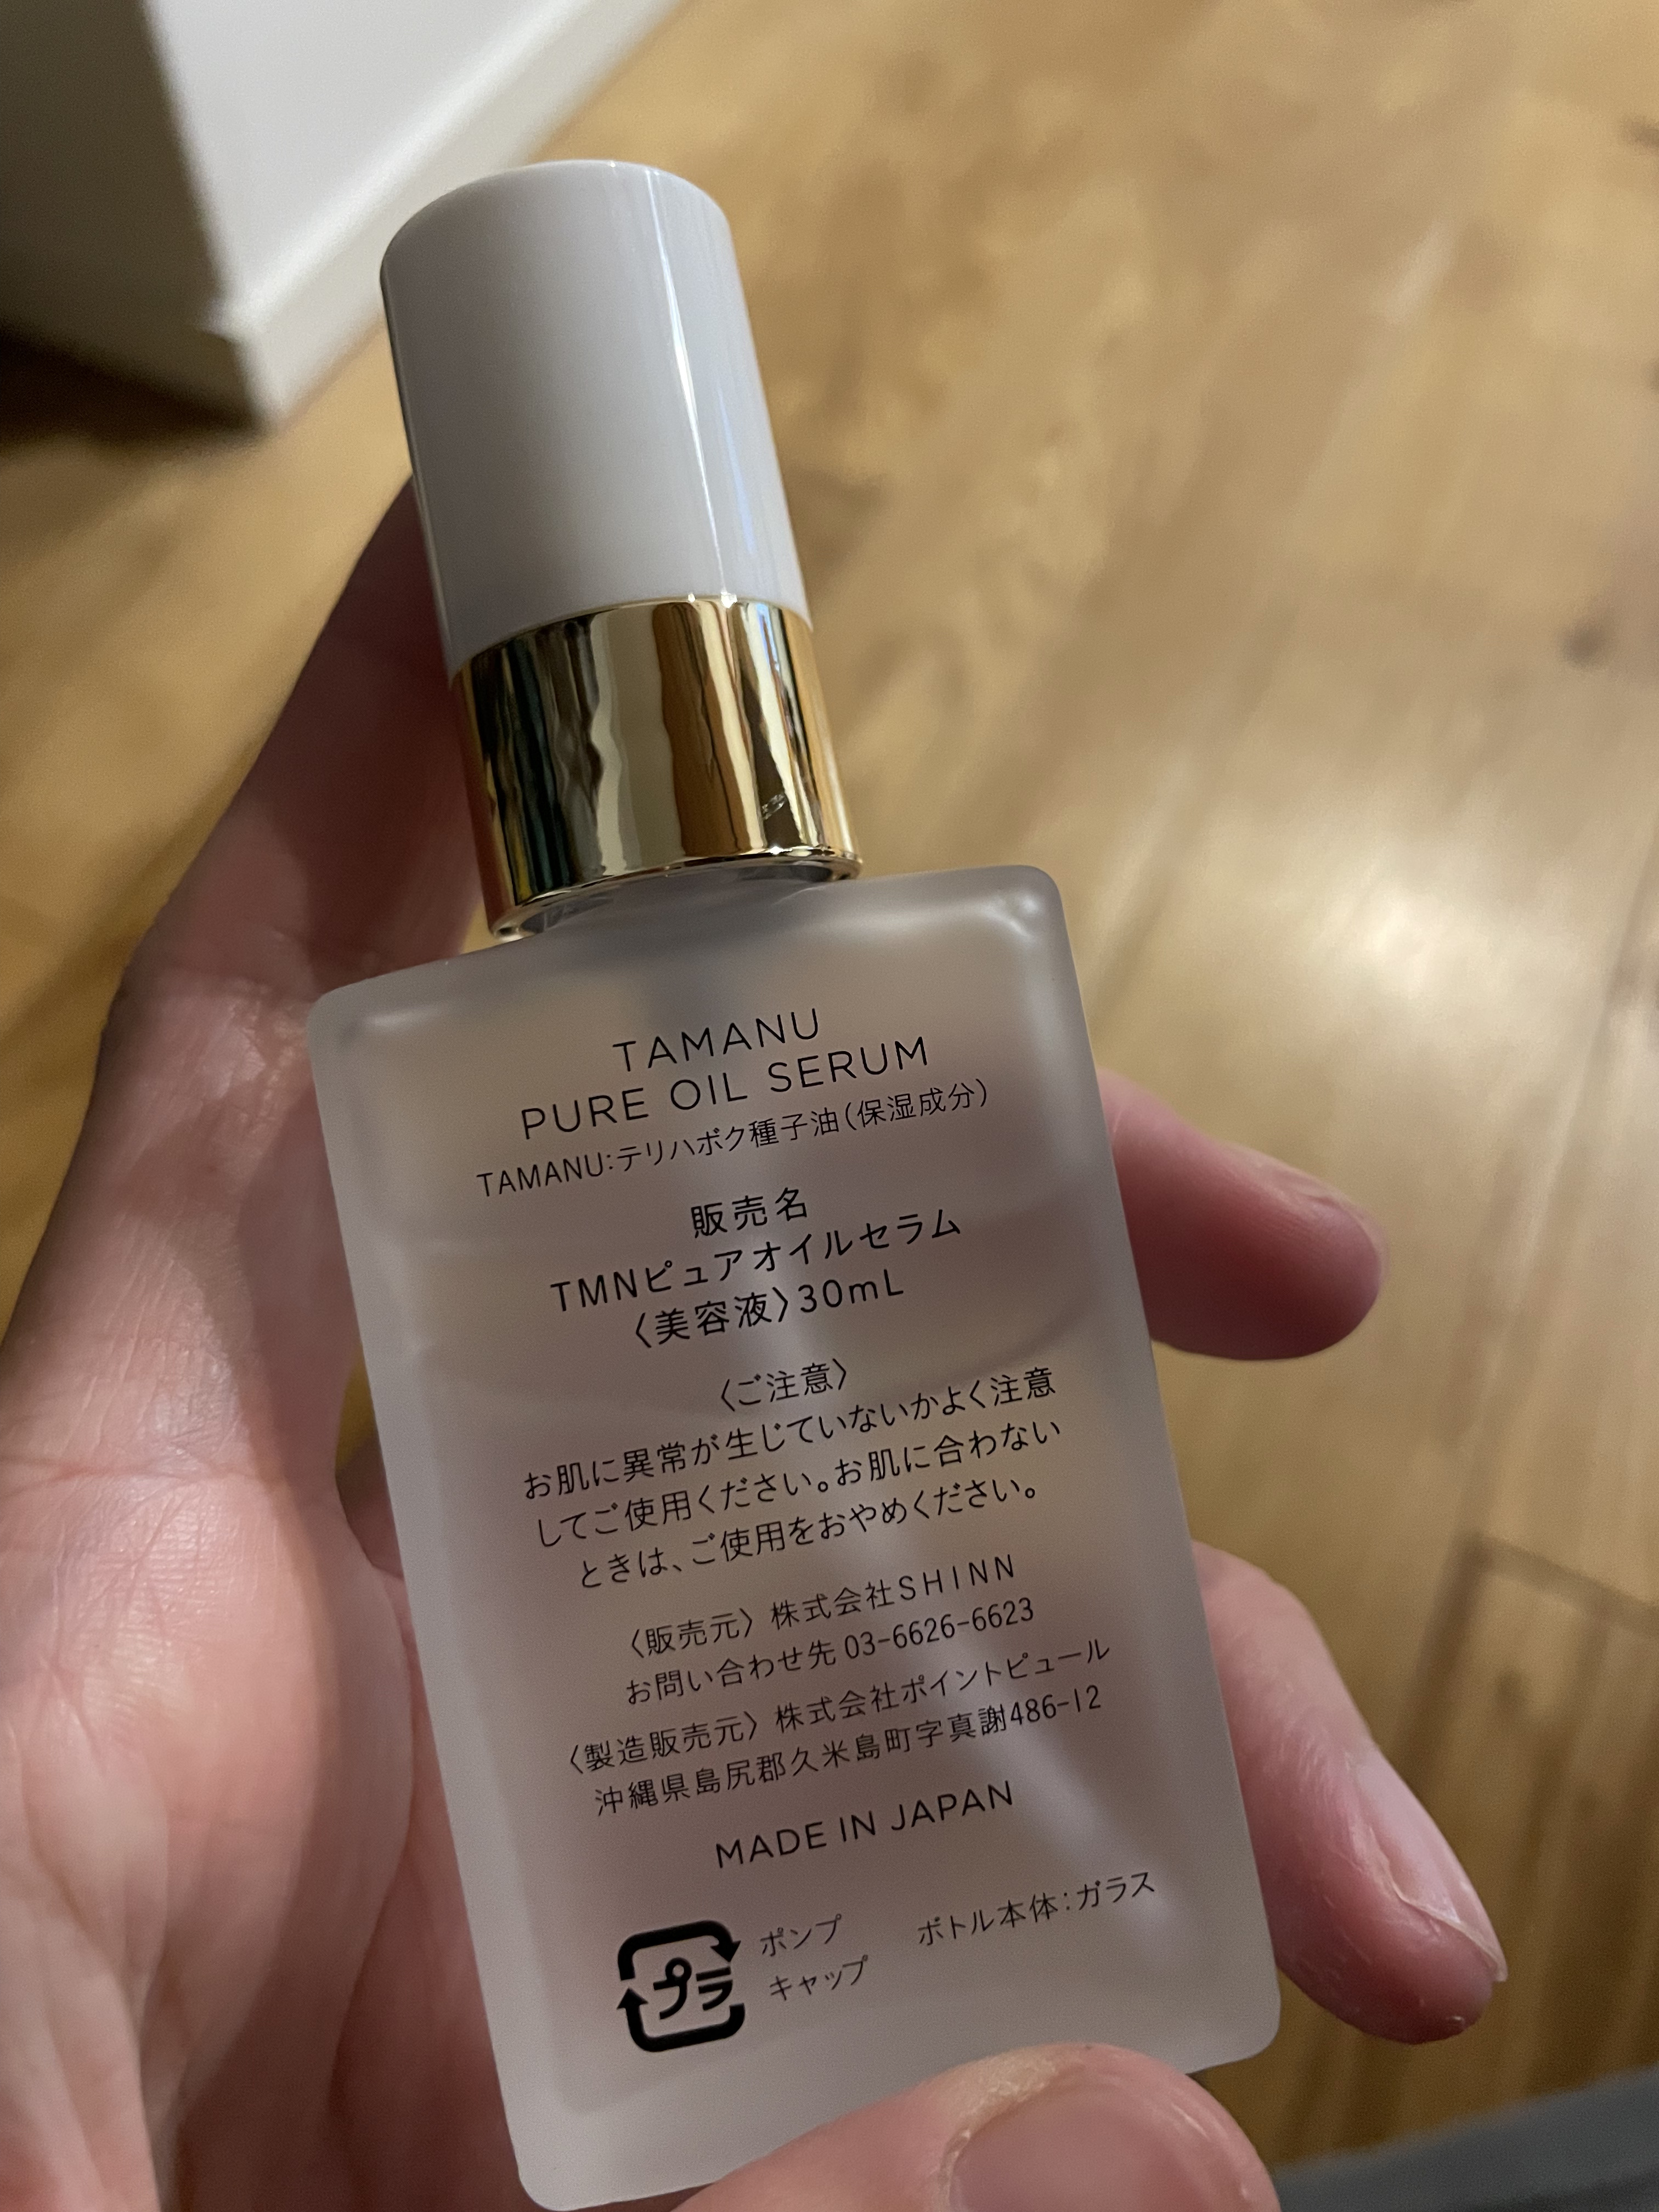 TAMANU
PURE OIL SERUM
TAMANU:テリハボク種子油(保湿成分)
販売名
TMNピュアオイルセラム
〈美容液〉30mL
〈ご注意〉
お肌に異常が生じていないかよく注意
してご使用ください。お肌に合わない
ときは、ご使用をおやめください。
〈販売元〉株式会社SHINN
お問い合わせ先 03-6626-6623
〈製造販売元〉株式会社ポイントピュール
沖縄県島尻郡久米島町字真謝486-12
MADE IN JAPAN
プラ
ポンプ
キャップ
ボトル本体:ガラス